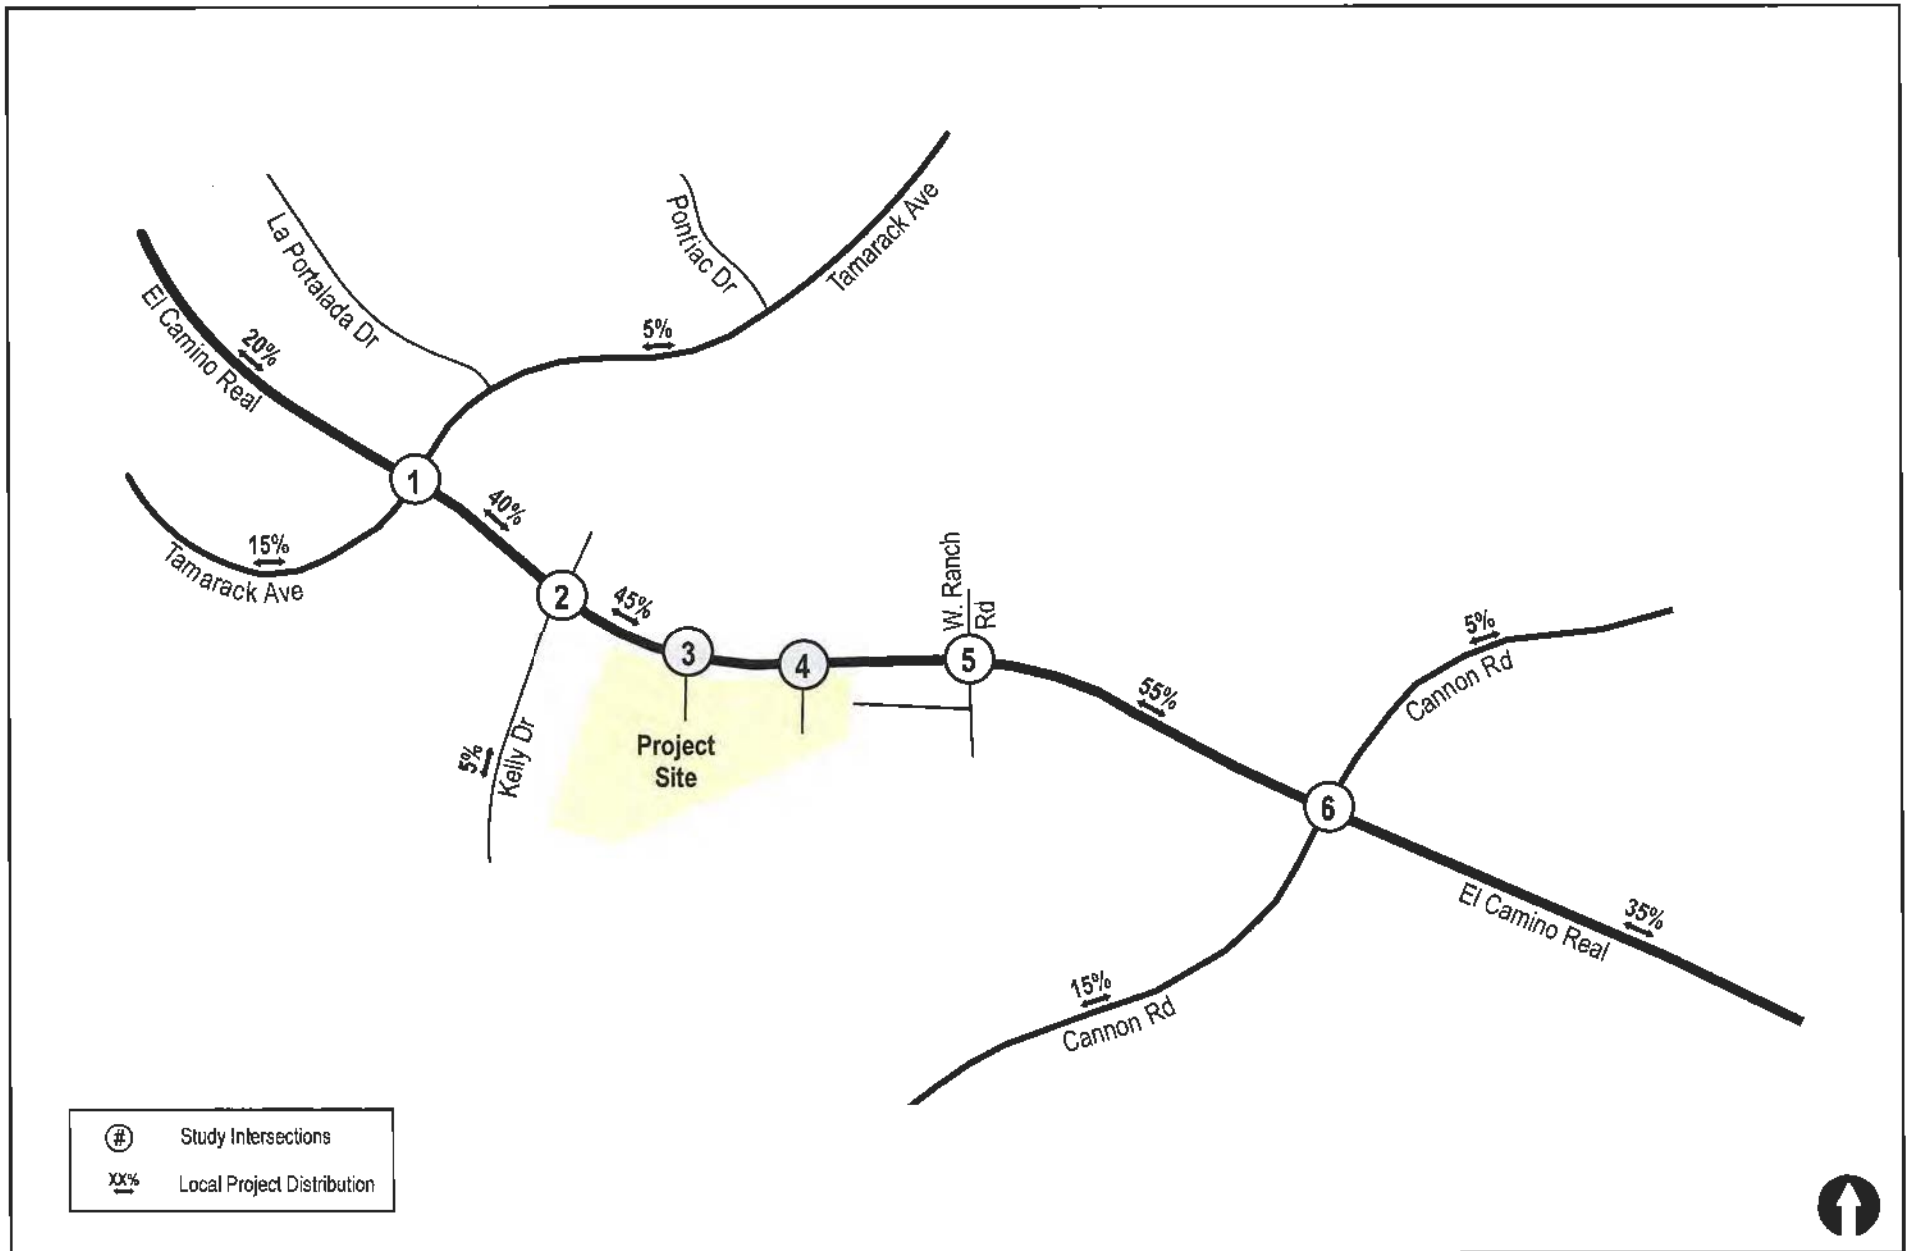 La Portalada Dr
Pontiac Dr
Tamarack Ave
El Camino Real
20%
5%
1
40%
15%
Tamarack Ave
2
45%
W. Ranch
Rd
3
4
5
5%
Cannon Rd
Project
Site
5%
Kelly Dr
55%
6
El Camino Real
35%
15%
Cannon Rd
# Study Intersections
XX% Local Project Distribution